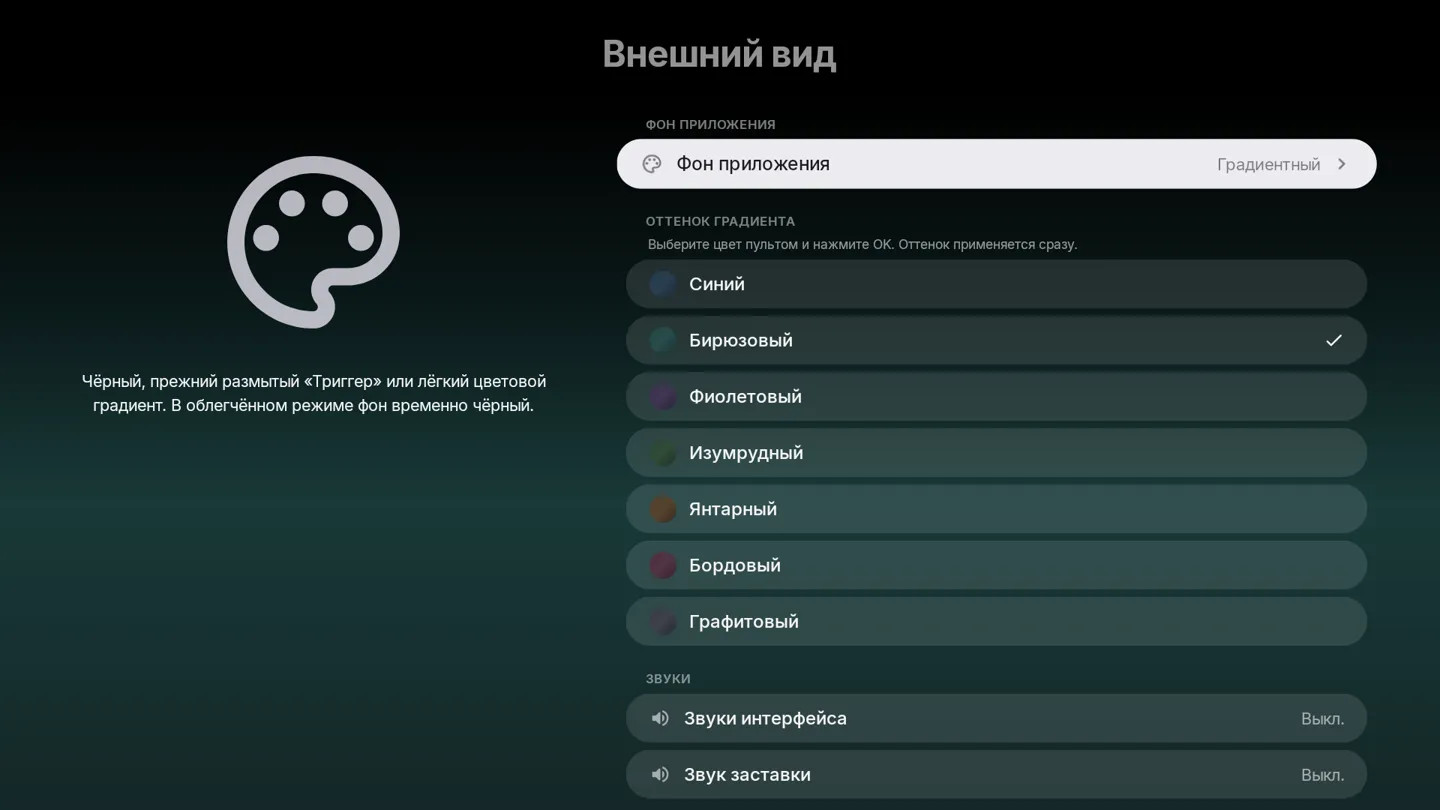 Внешний вид
ФОН ПРИЛОЖЕНИЯ
Фон приложения
Градиентный
Чёрный, прежний размытый «Триггер» или лёгкий цветовой
градиент. В облегчённом режиме фон временно чёрный.
ОТТЕНОК ГРАДИЕНТА
Выберите цвет пультом и нажмите OK. Оттенок применяется сразу.
Синий
Бирюзовый
Фиолетовый
Изумрудный
Янтарный
Бордовый
Графитовый
ЗВУКИ
Звуки интерфейса
Выкл.
Звук заставки
Выкл.